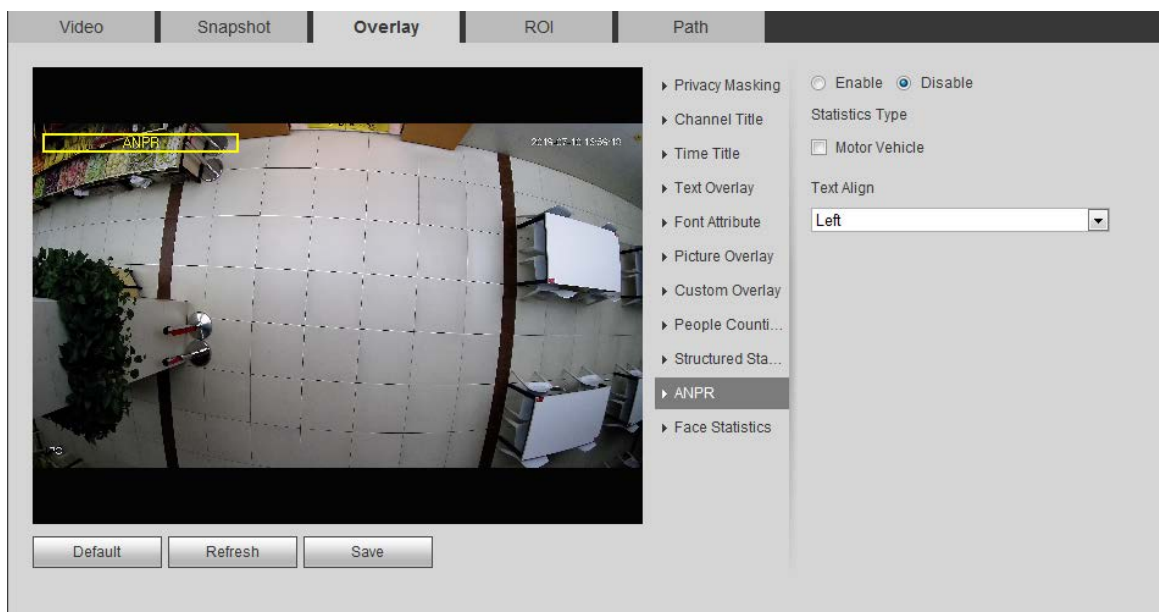 Video Snapshot Overlay ROI Path
ANPR
Privacy Masking
Channel Title
Time Title
Text Overlay
Font Attribute
Picture Overlay
Custom Overlay
People Counti...
Structured Sta...
ANPR
Face Statistics
Enable Disable
Statistics Type
Motor Vehicle
Text Align
Left
Default Refresh Save